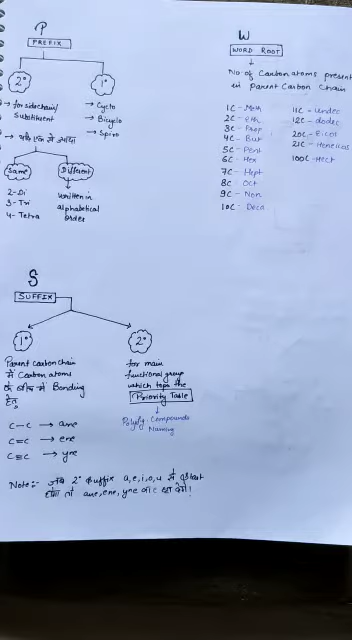 P
PREFIX
2°
1°
→ for sidechain/
Substituent
→ Cyclo
→ Bicyclo
→ Spiro
→ यदि एक से ज्यादा
Same
Different
2-Di
3-Tri
4-Tetra
written in
alphabetical
order
W
WORD ROOT
No of Carbon atoms present
in Parent Carbon Chain
1C - Meth
2C - eth
3C - Prop
4C - But
5C - Pent
6C - Hex
7C - Hept
8C - Oct
9C - Non
10C - Deca
11C - undec
12C - dodec
20C - Eicos
21C - Heneicos
100C - Hect
S
SUFFIX
1°
2°
Parent carbon chain
में Carbon atoms
के बीच में Bonding
हेतु
C-C → ane
C=C → ene
C≡C → yne
for main
functional group
which tops the
Priority Table
Polyfg. Compounds
Naming
Note:- जब 2° Suffix a,e,i,o,u से start
होगा तो ane, ene, yne का e हटा देंगे!